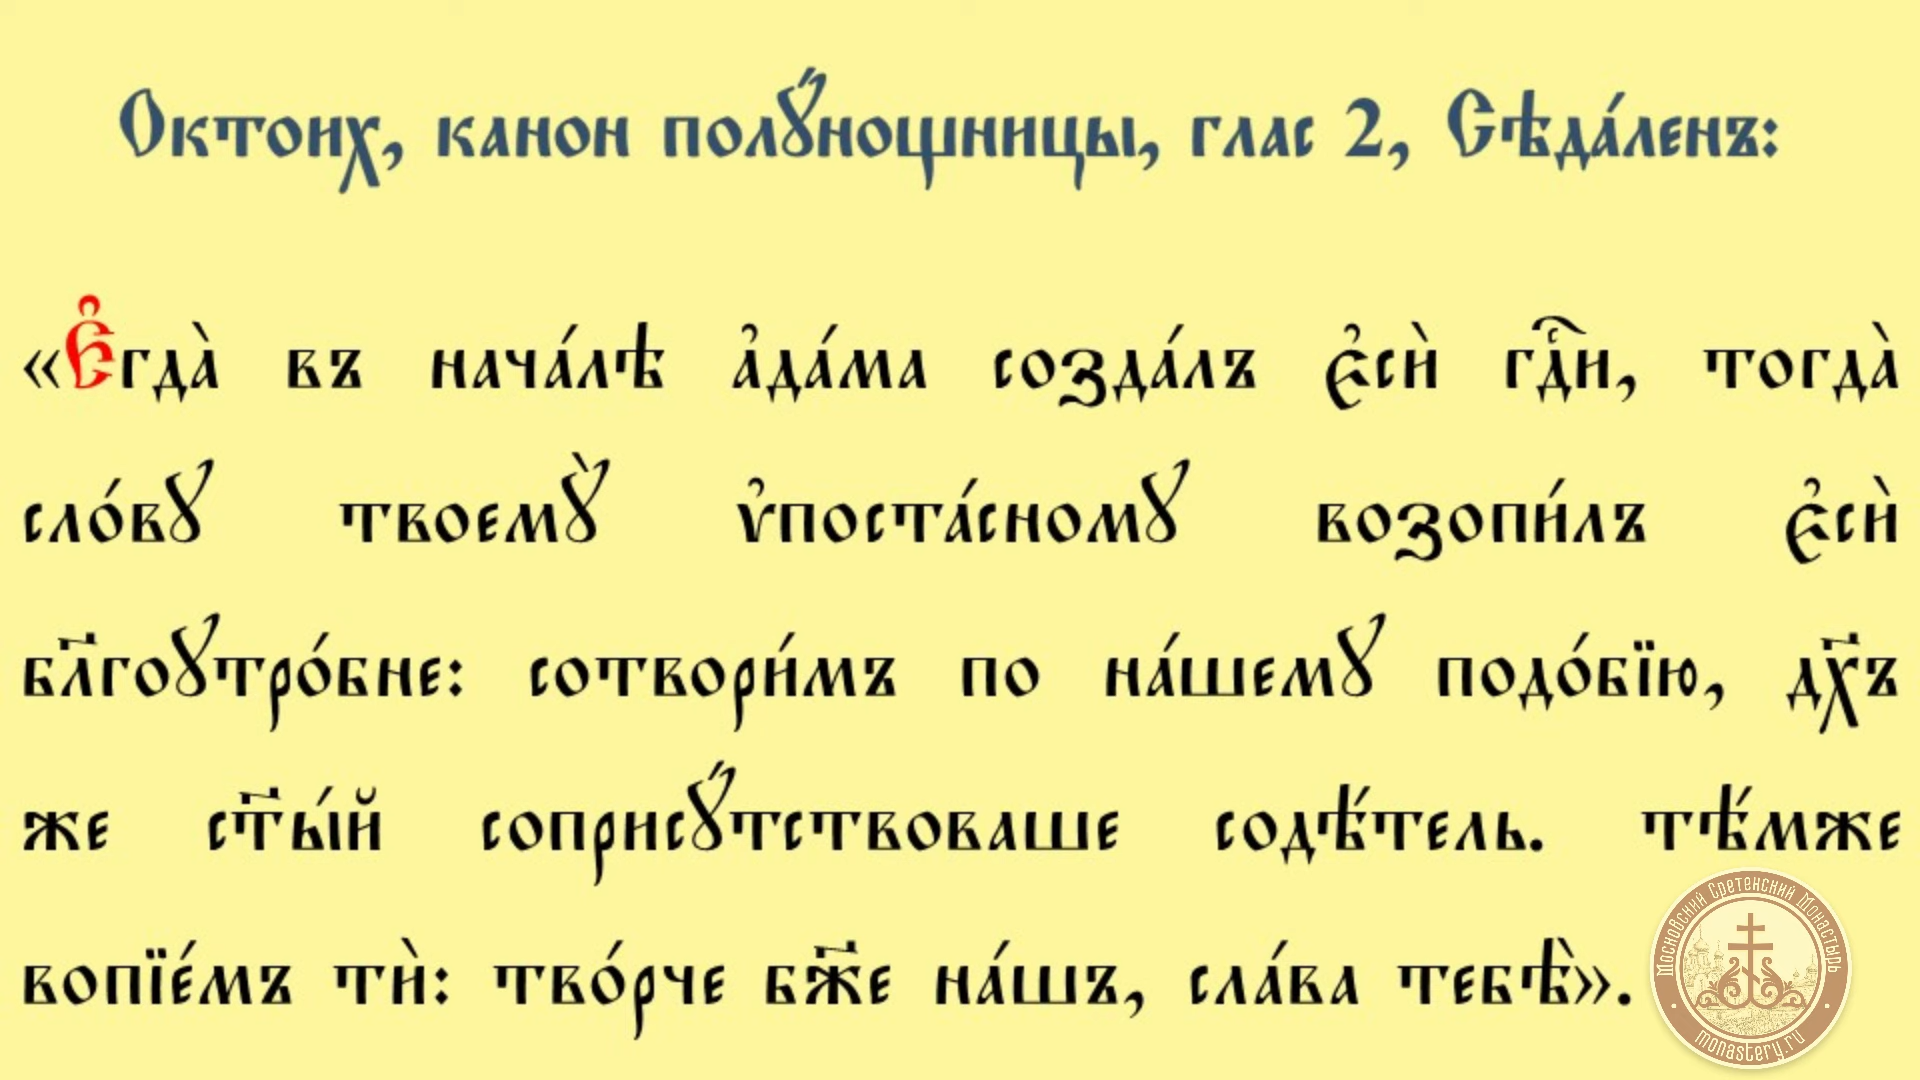 Октоих, канон полꙋ́нощницы, глас 2, Сѣда́ленъ:
«Є҆гда̀ въ нача́лѣ а҆да́ма созда́лъ є҆сѝ гдⷭ҇и, тогда̀
сло́вꙋ твоемꙋ̀ ѵ҆поста́сномꙋ возопи́лъ є҆сѝ
бл҃гоꙋтро́бне: сотвори́мъ по на́шемꙋ подо́бїю, дх҃ъ
же ст҃ы́й соприсꙋ́тствоваше содѣ́тель. тѣ́мже
вопїе́мъ тѝ: тво́рче бж҃е на́шъ, сла́ва тебѣ̀».
Московский Сретенский Монастырь
monastery.ru